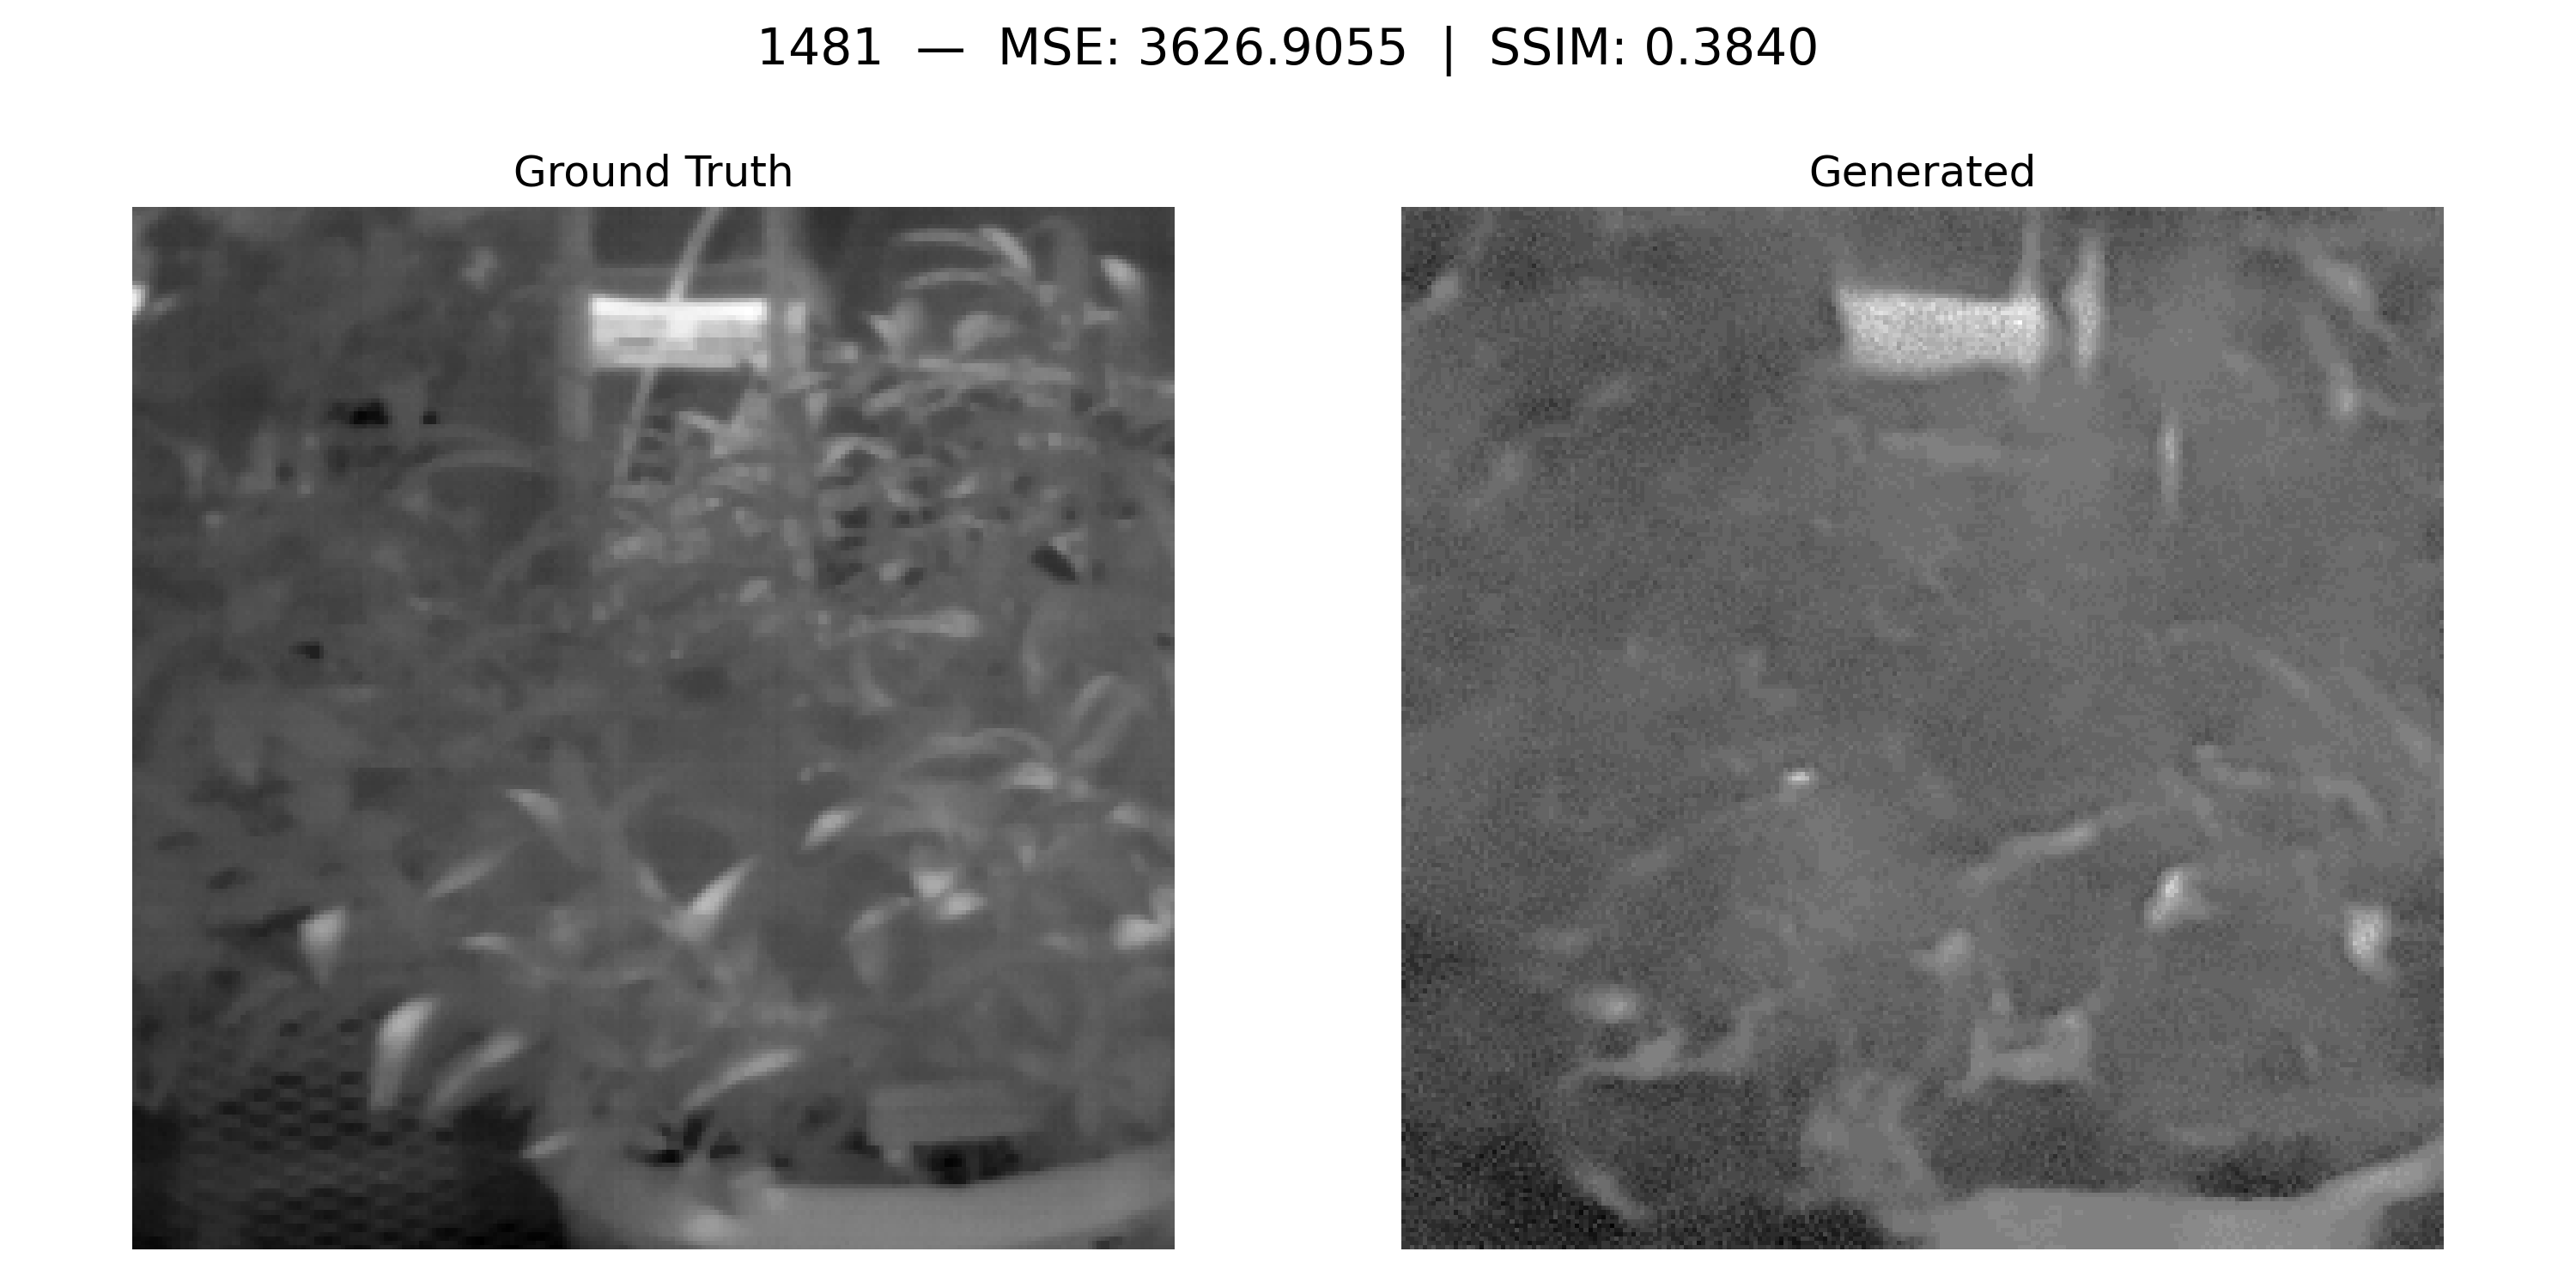 1481 — MSE: 3626.9055 | SSIM: 0.3840
Ground Truth
Generated